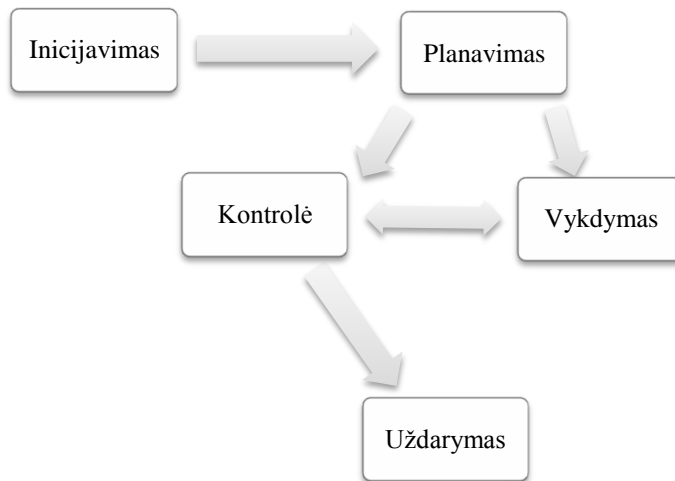 Inicijavimas
Planavimas
Kontrolė
Vykdymas
Uždarymas